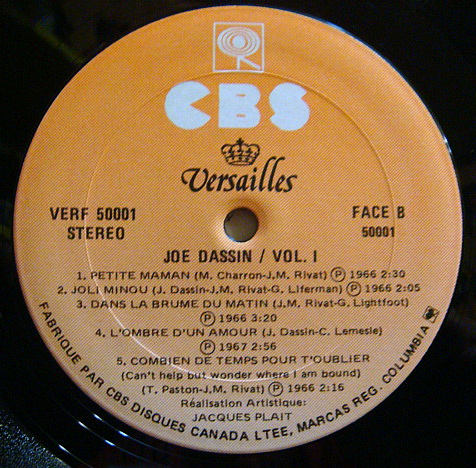 CBS
Versailles
VERF 50001
STEREO
FACE B
50001
JOE DASSIN / VOL. I
1. PETITE MAMAN (M. Charron-J.M. Rivat) Ⓟ 1966 2:30
2. JOLI MINOU (J. Dassin-J.M. Rivat-G. Liferman) Ⓟ 1966 2:05
3. DANS LA BRUME DU MATIN (J.M. Rivat-G. Lightfoot)
Ⓟ 1966 3:20
4. L'OMBRE D'UN AMOUR (J. Dassin-C. Lemesle)
Ⓟ 1967 2:56
5. COMBIEN DE TEMPS POUR T'OUBLIER
(Can't help but wonder where I am bound)
(T. Paston-J.M. Rivat) Ⓟ 1966 2:16
Réalisation Artistique:
JACQUES PLAIT
FABRIQUE PAR CBS DISQUES CANADA LTEE, MARCAS REG. COLUMBIA